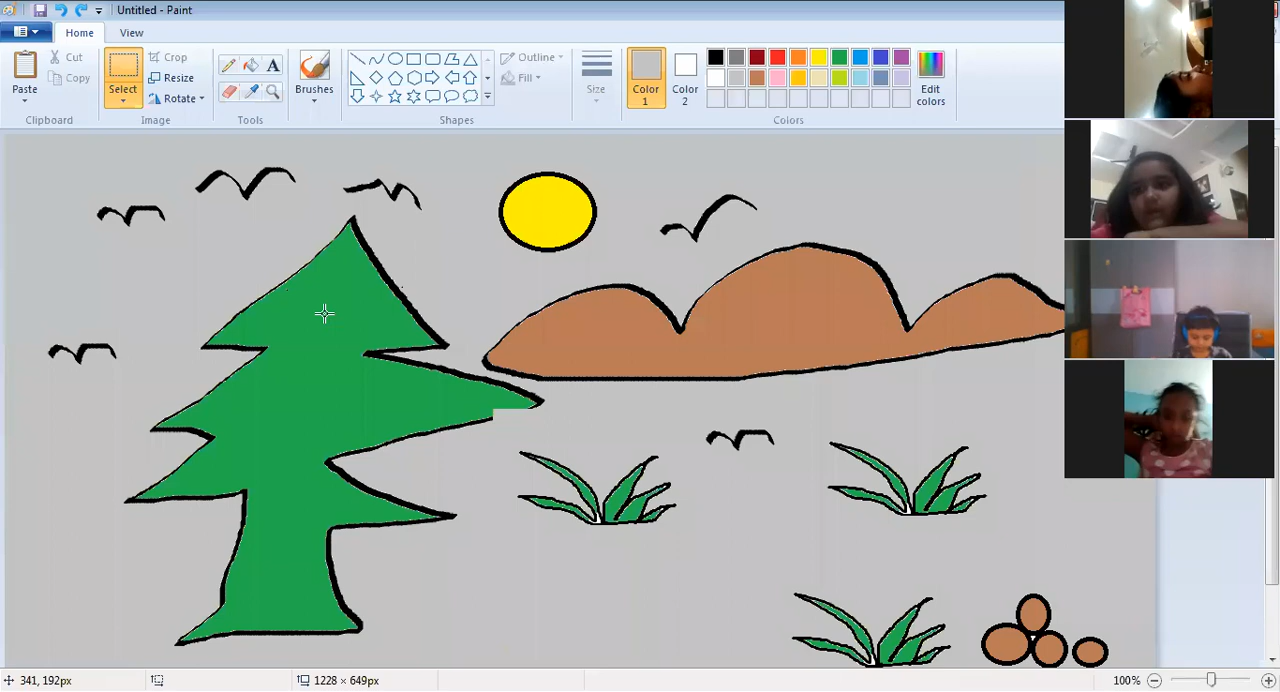 Untitled - Paint
Home
View
Paste
Cut
Copy
Clipboard
Select
Crop
Resize
Rotate
Image
A
Tools
Brushes
Shapes
Outline
Fill
Size
Color
1
Color
2
Edit
colors
Colors
341, 192px
1228 × 649px
100%